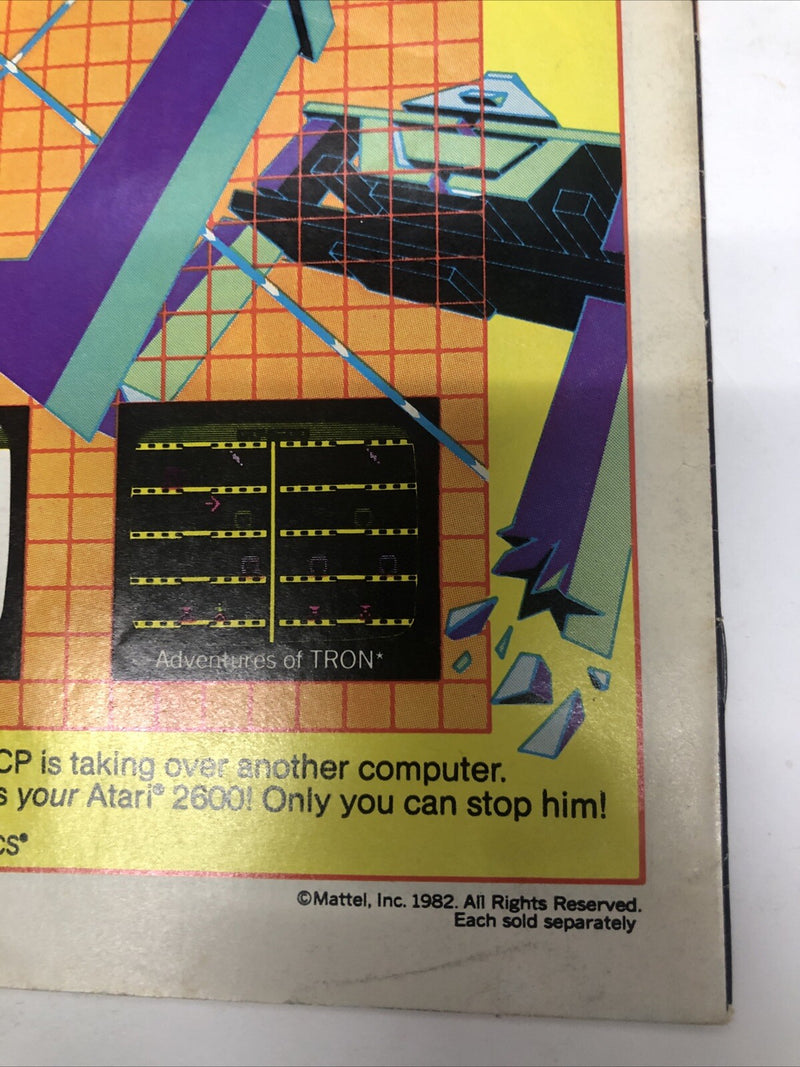 Adventures of TRON*
CP is taking over another computer.
s your Atari® 2600! Only you can stop him!
CS®
©Mattel, Inc. 1982. All Rights Reserved.
Each sold separately